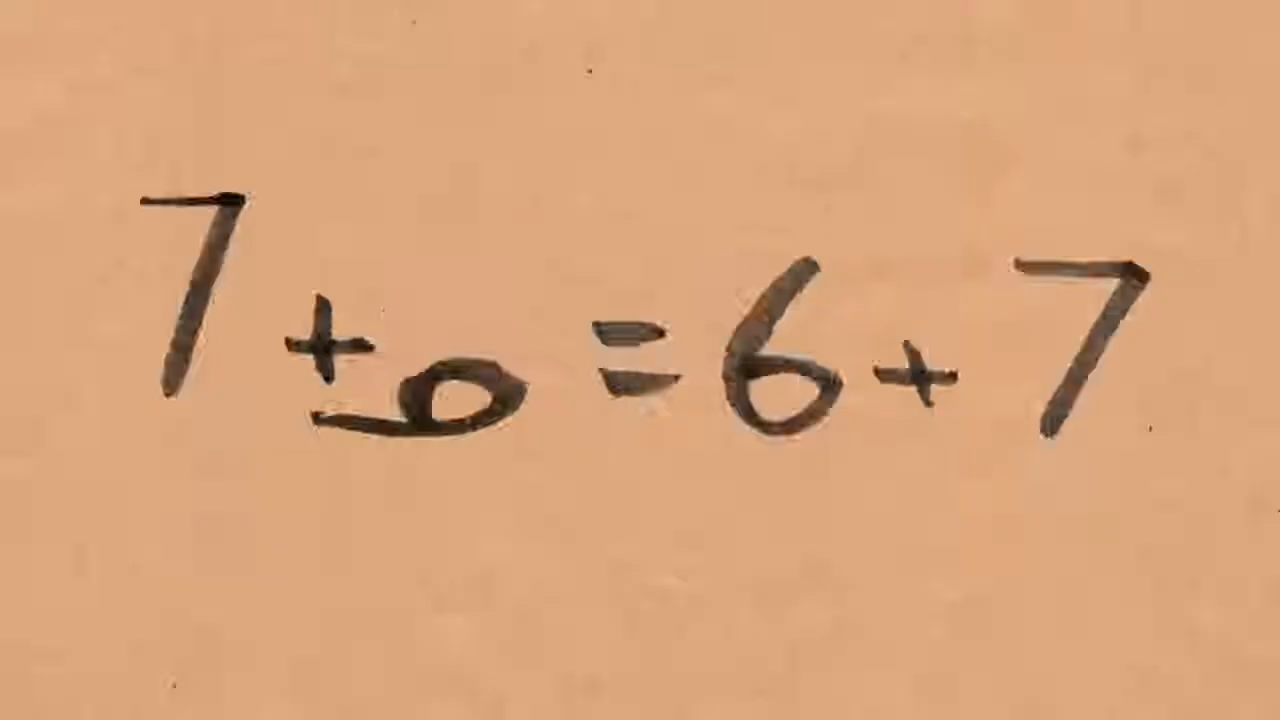 7 + 6 = 6 + 7